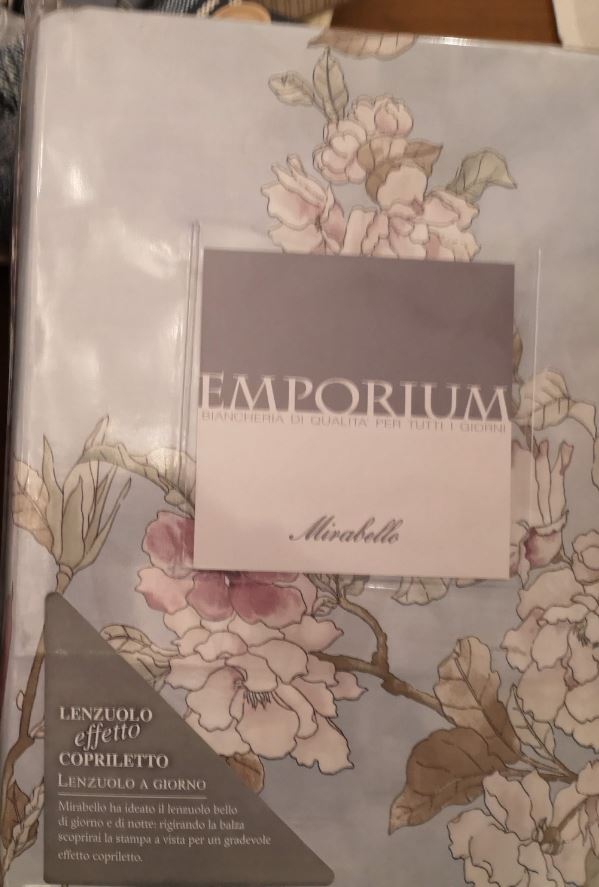 EMPORIUM
BIANCHERIA DI QUALITA' PER TUTTI I GIORNI
Mirabello
LENZUOLO
effetto
COPRILETTO
LENZUOLO A GIORNO
Mirabello ha ideato il lenzuolo bello
di giorno e di notte: rigirando la balza
scoprirai la stampa a vista per un gradevole
effetto copriletto.